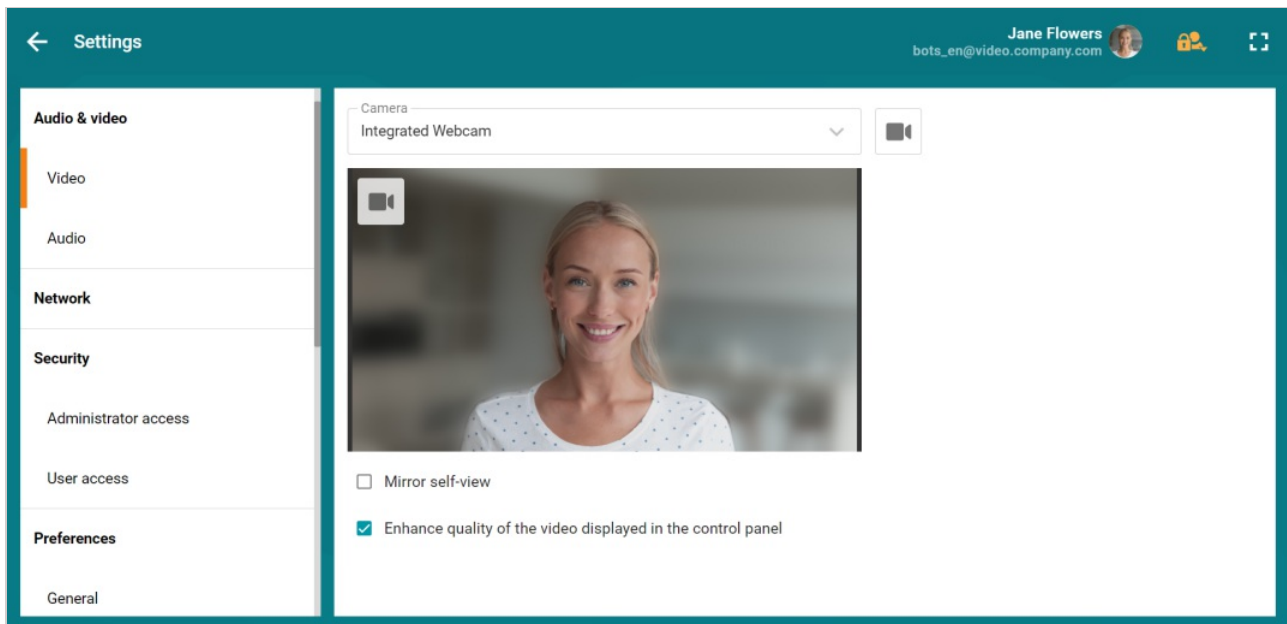 Settings
Jane Flowers
bots_en@video.company.com
Audio & video
Video
Audio
Network
Security
Administrator access
User access
Preferences
General
Camera
Integrated Webcam
Mirror self-view
Enhance quality of the video displayed in the control panel